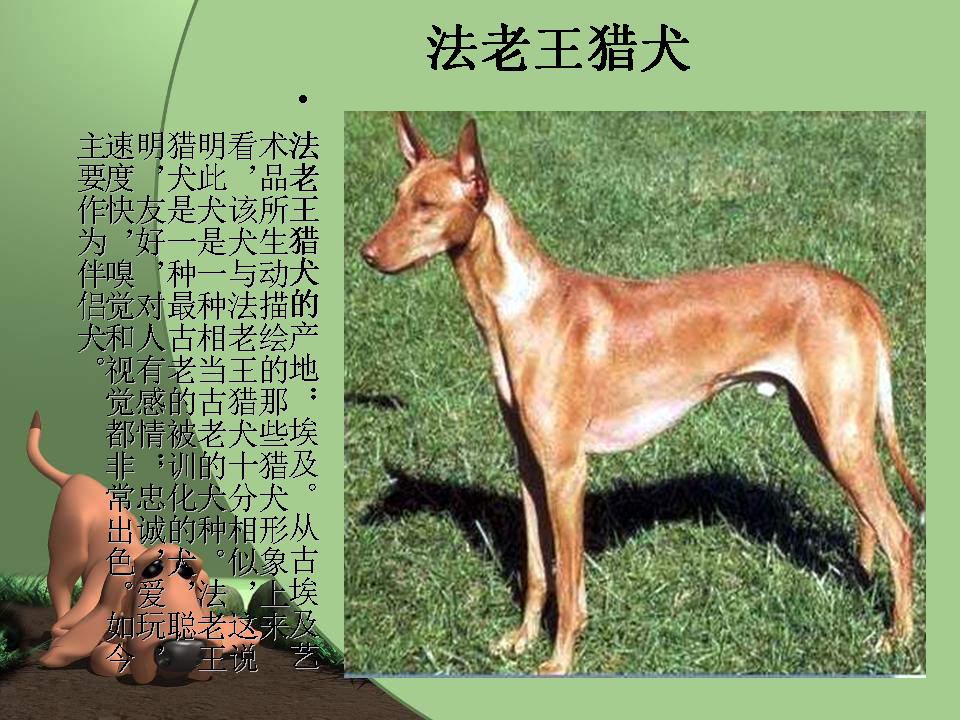 法老王猎犬
• 法老王猎犬的产地：埃及。从古埃及艺
术品所生动描绘的那些猎犬形象上来
看，该犬与法老王猎犬十分相似，这说
明此犬是一种相当古老的犬种。法老王
猎犬是一种最古老的被训化的犬，聪
明，友好，对人有感情；忠诚，爱玩，
速度快，嗅觉和视觉都非常出色。如今
主要作为伴侣犬。